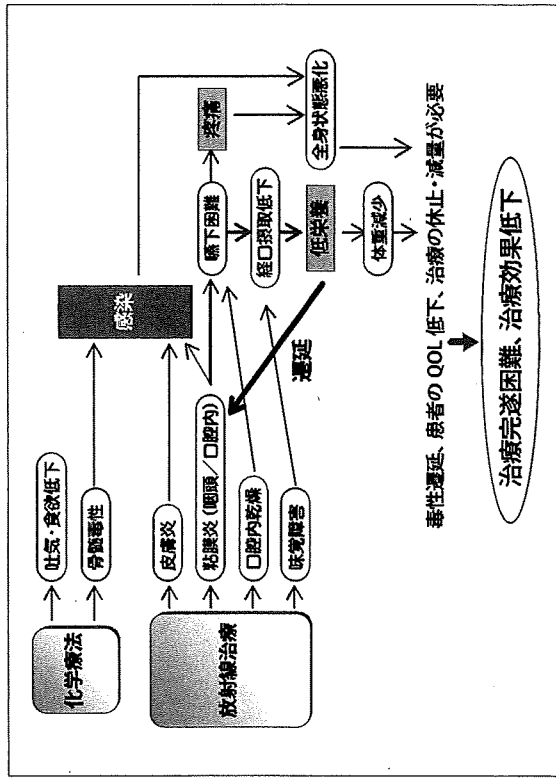 化学療法
吐気・食欲低下
骨髄毒性
放射線治療
皮膚炎
粘膜炎（咽頭／口腔内）
口腔内乾燥
味覚障害
感染
嚥下困難
疼痛
経口摂取低下
低栄養
体重減少
全身状態悪化
遷延
毒性遷延、患者の QOL 低下、治療の休止・減量が必要
治療完遂困難、治療効果低下